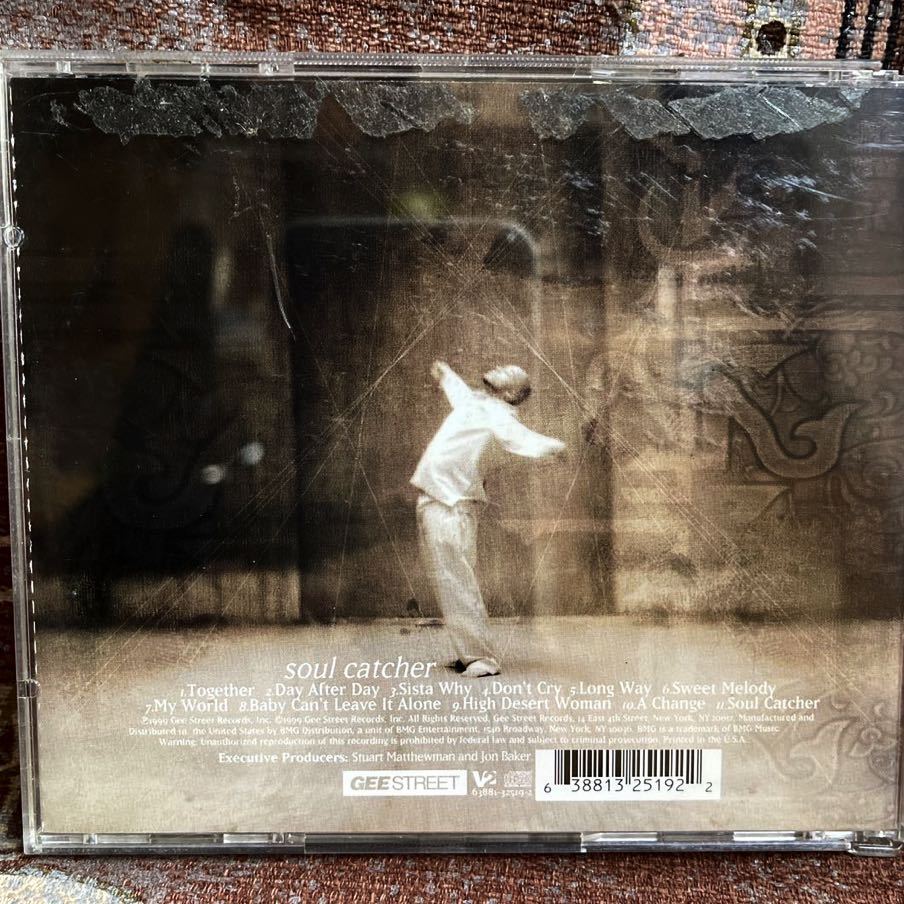 soul catcher
1.Together 2.Day After Day 3.Sista Why 4.Don't Cry 5.Long Way 6.Sweet Melody
7.My World 8.Baby Can't Leave It Alone 9.High Desert Woman 10.A Change 11.Soul Catcher
℗1999 Gee Street Records, Inc. ©1999 Gee Street Records, Inc. All Rights Reserved. Gee Street Records, 14 East 4th Street, New York, NY 10012. Manufactured and
Distributed in the United States by BMG Distribution, a unit of BMG Entertainment, 1540 Broadway, New York, NY 10036. BMG is a trademark of BMG Music
Warning: Unauthorized reproduction of this recording is prohibited by federal law and subject to criminal prosecution. Printed in the U.S.A.
Executive Producers: Stuart Matthewman and Jon Baker
GEE STREET V2 63881-32519-2
6 38813 25192 2